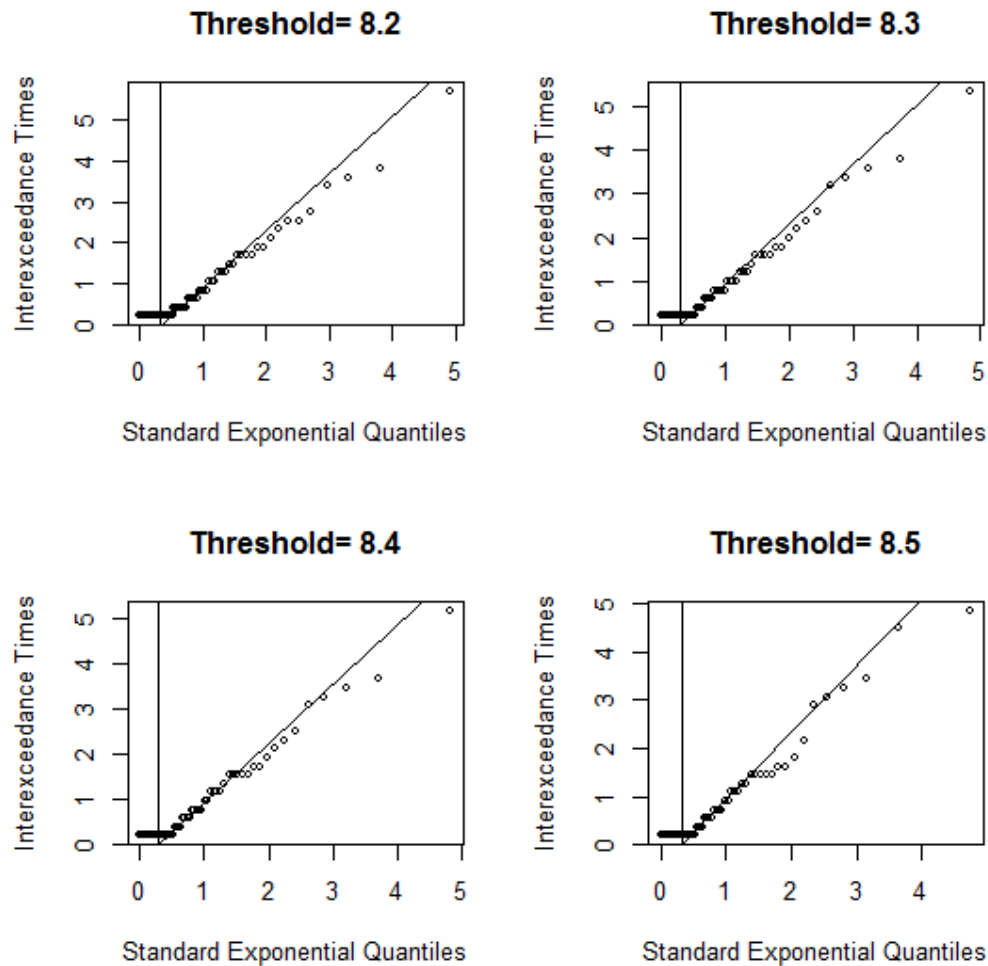 Threshold= 8.2
Interexceedance Times
5
4
3
2
1
0
0 1 2 3 4 5
Standard Exponential Quantiles
Threshold= 8.3
Interexceedance Times
5
4
3
2
1
0
0 1 2 3 4 5
Standard Exponential Quantiles
Threshold= 8.4
Interexceedance Times
5
4
3
2
1
0
0 1 2 3 4 5
Standard Exponential Quantiles
Threshold= 8.5
Interexceedance Times
5
4
3
2
1
0
0 1 2 3 4
Standard Exponential Quantiles